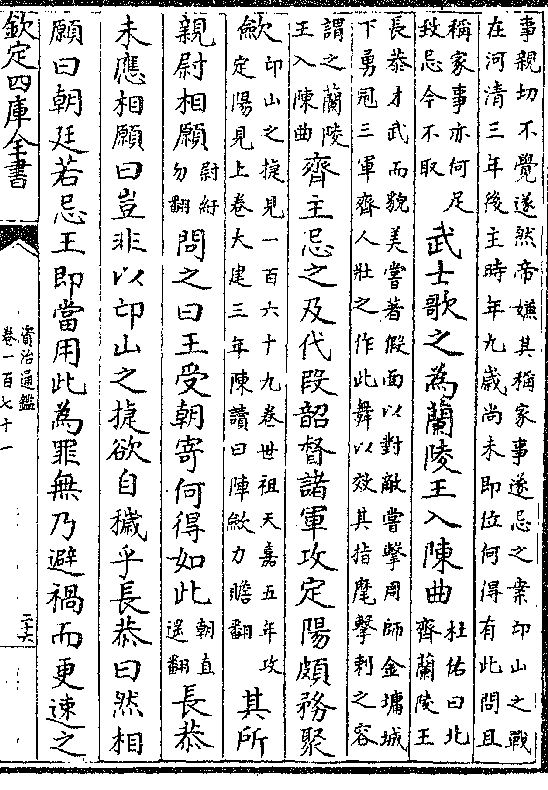 事親切不覺遂然帝嫌其稱家事遂忌之案邙山之戰
在河清三年後主時年九歲尚未即位何得有此問且
稱家事亦何足
致忌今不取
武士歌之為蘭陵王入陳曲
杜佑曰北
齊蘭陵王
長恭才武而貌美嘗著假面以對敵嘗擊周師金墉城
下勇冠三軍齊人壯之作此舞以效其指麾擊刺之容
謂之蘭陵
王入陳曲
齊主忌之及代段韶督諸軍攻定陽頗務聚
斂
邙山之捷見一百六十九卷世祖天嘉五年攻
定陽見上卷大建三年陳讀曰陣斂力贍翻
其所
親尉相願
尉紆
勿翻
問之曰王受朝寄何得如此
朝直
遥翻
長恭
未應相願曰豈非以邙山之捷欲自穢乎長恭曰然相
願曰朝廷若忌王即當用此為罪無乃避禍而更速之
欽定四庫全書
資治通鑑
卷一百七十一
二十六